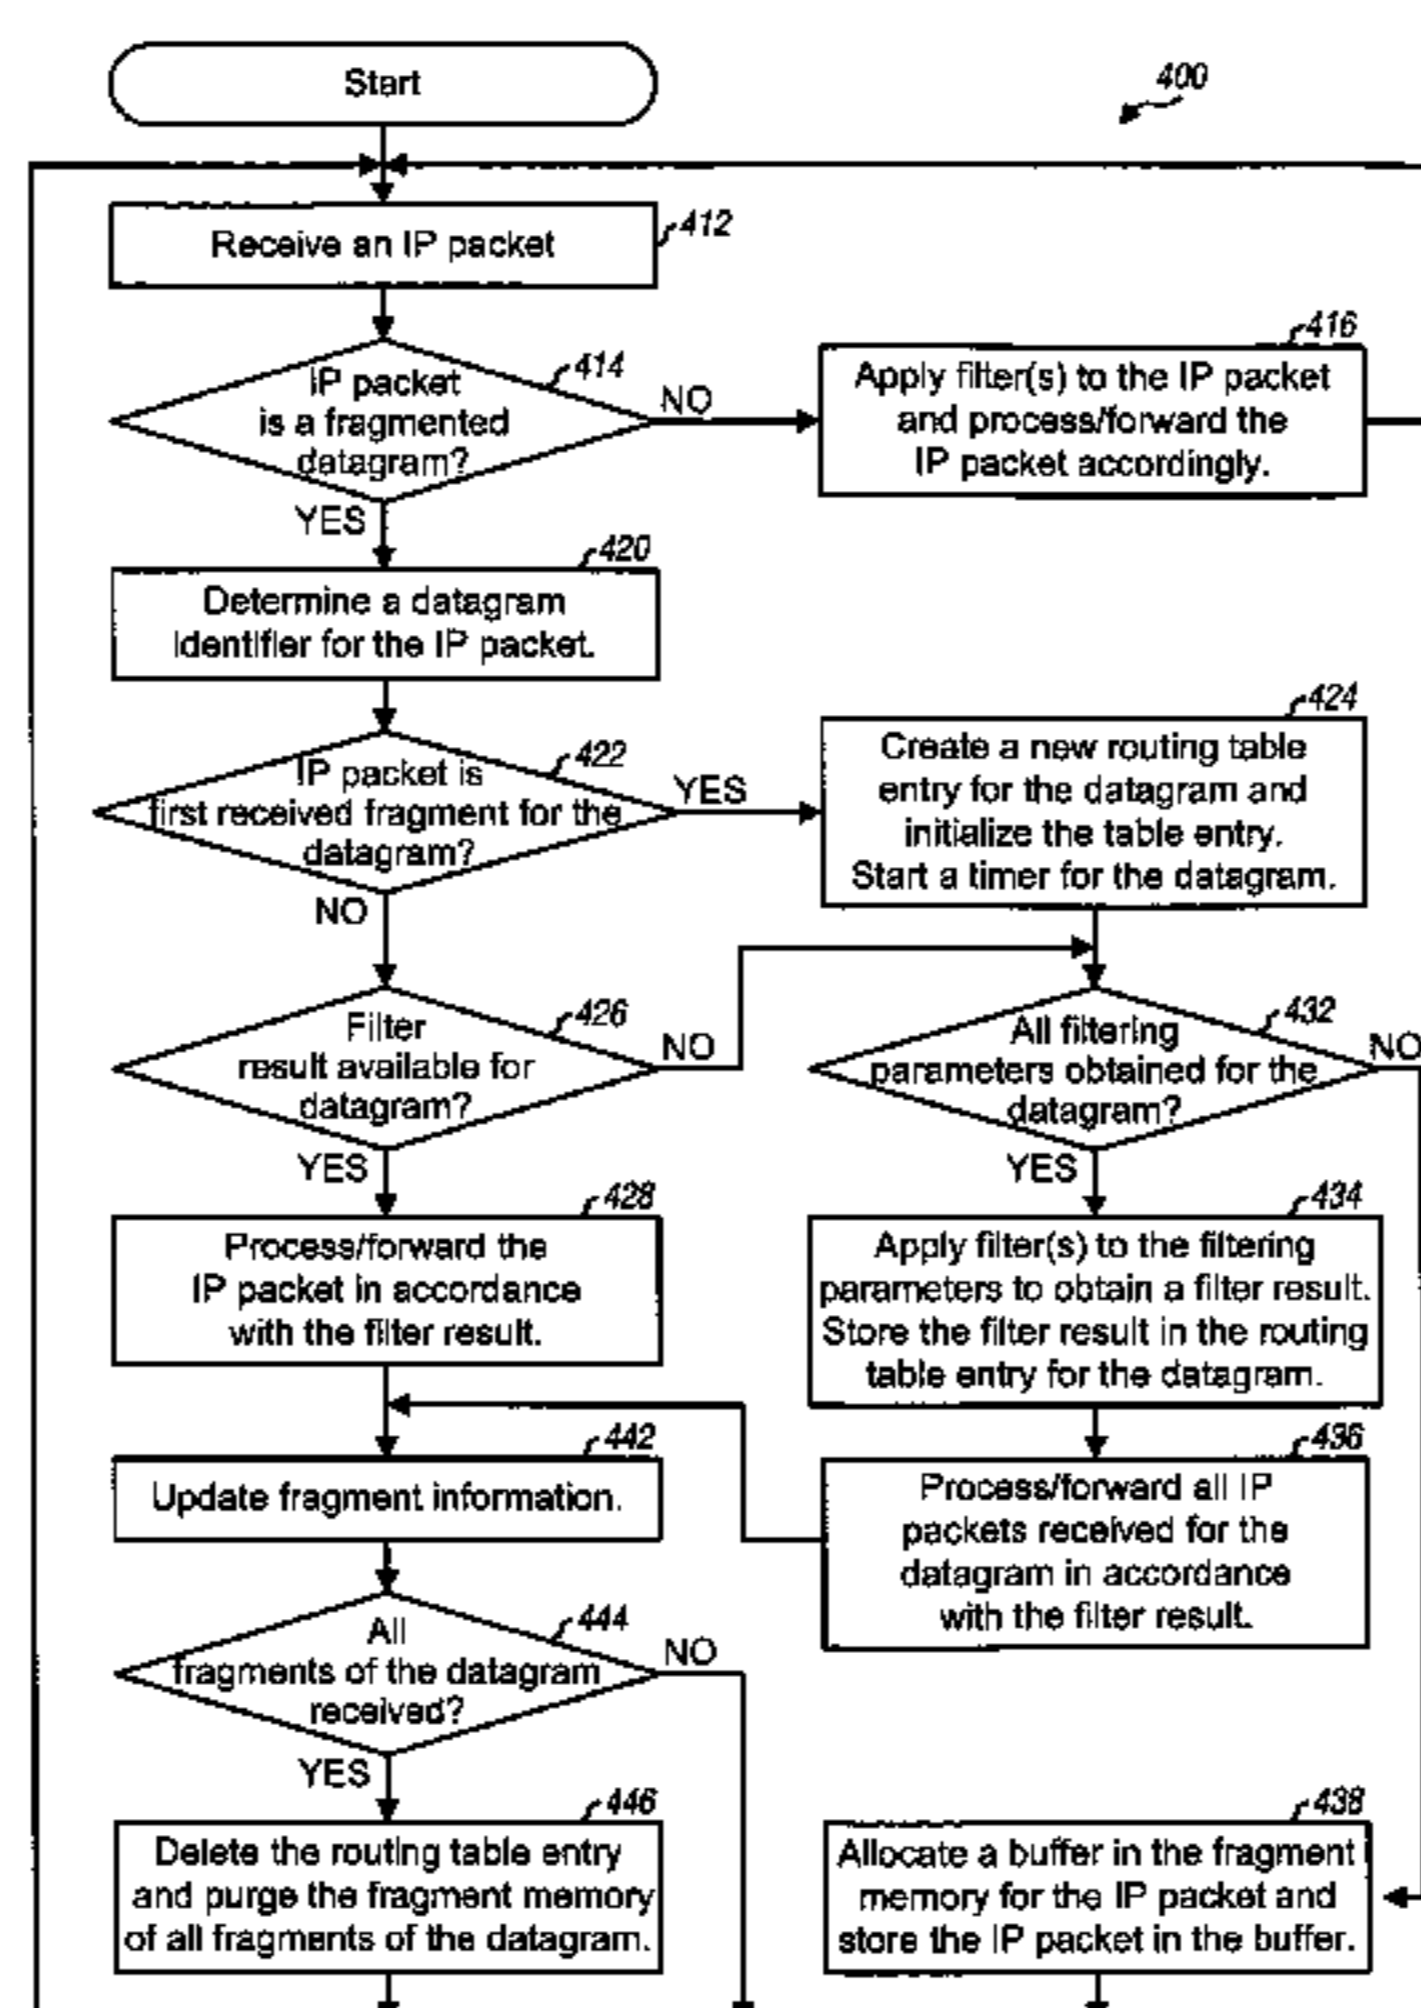 Start
400
Receive an IP packet
412
IP packet
is a fragmented
datagram?
414
NO
YES
416
Apply filter(s) to the IP packet
and process/forward the
IP packet accordingly.
420
Determine a datagram
identifier for the IP packet.
422
IP packet is
first received fragment for the
datagram?
YES
NO
424
Create a new routing table
entry for the datagram and
initialize the table entry.
Start a timer for the datagram.
426
Filter
result available for
datagram?
NO
YES
432
All filtering
parameters obtained for the
datagram?
NO
YES
428
Process/forward the
IP packet in accordance
with the filter result.
434
Apply filter(s) to the filtering
parameters to obtain a filter result.
Store the filter result in the routing
table entry for the datagram.
442
Update fragment information.
436
Process/forward all IP
packets received for the
datagram in accordance
with the filter result.
444
All
fragments of the datagram
received?
NO
YES
446
Delete the routing table entry
and purge the fragment memory
of all fragments of the datagram.
438
Allocate a buffer in the fragment
memory for the IP packet and
store the IP packet in the buffer.